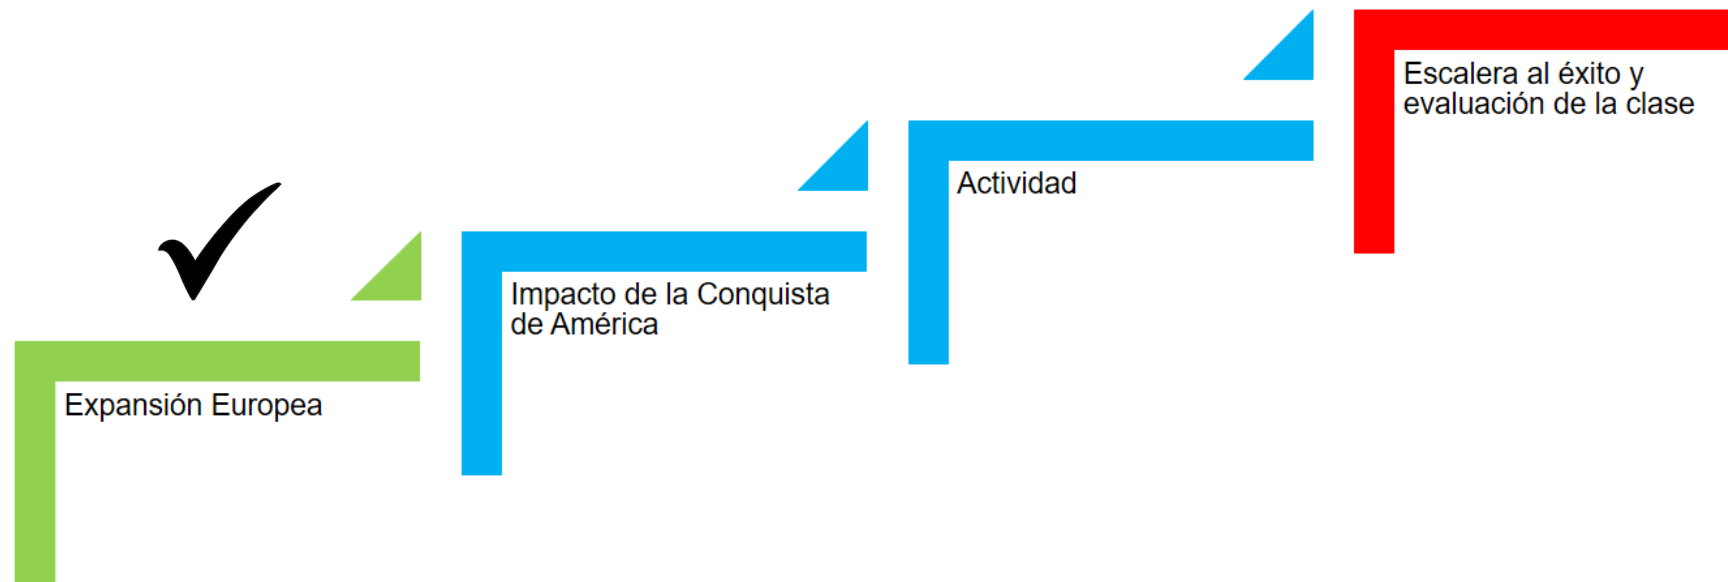 Expansión Europea
Impacto de la Conquista
de América
Actividad
Escalera al éxito y
evaluación de la clase